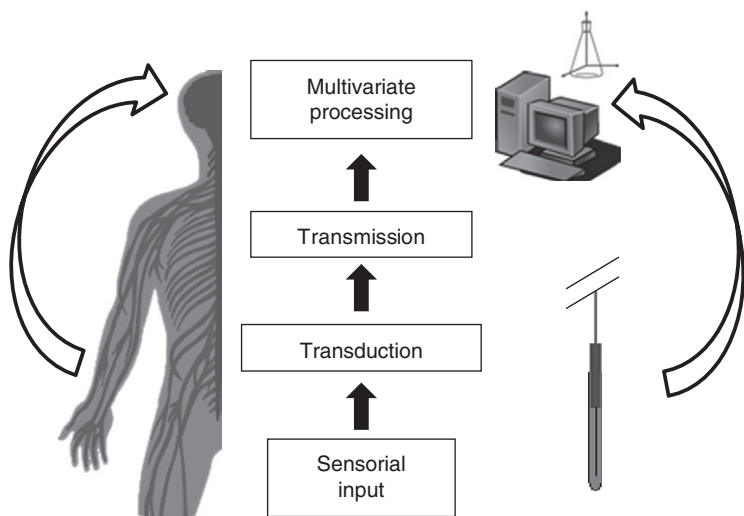 Multivariate
processing
Transmission
Transduction
Sensorial
input